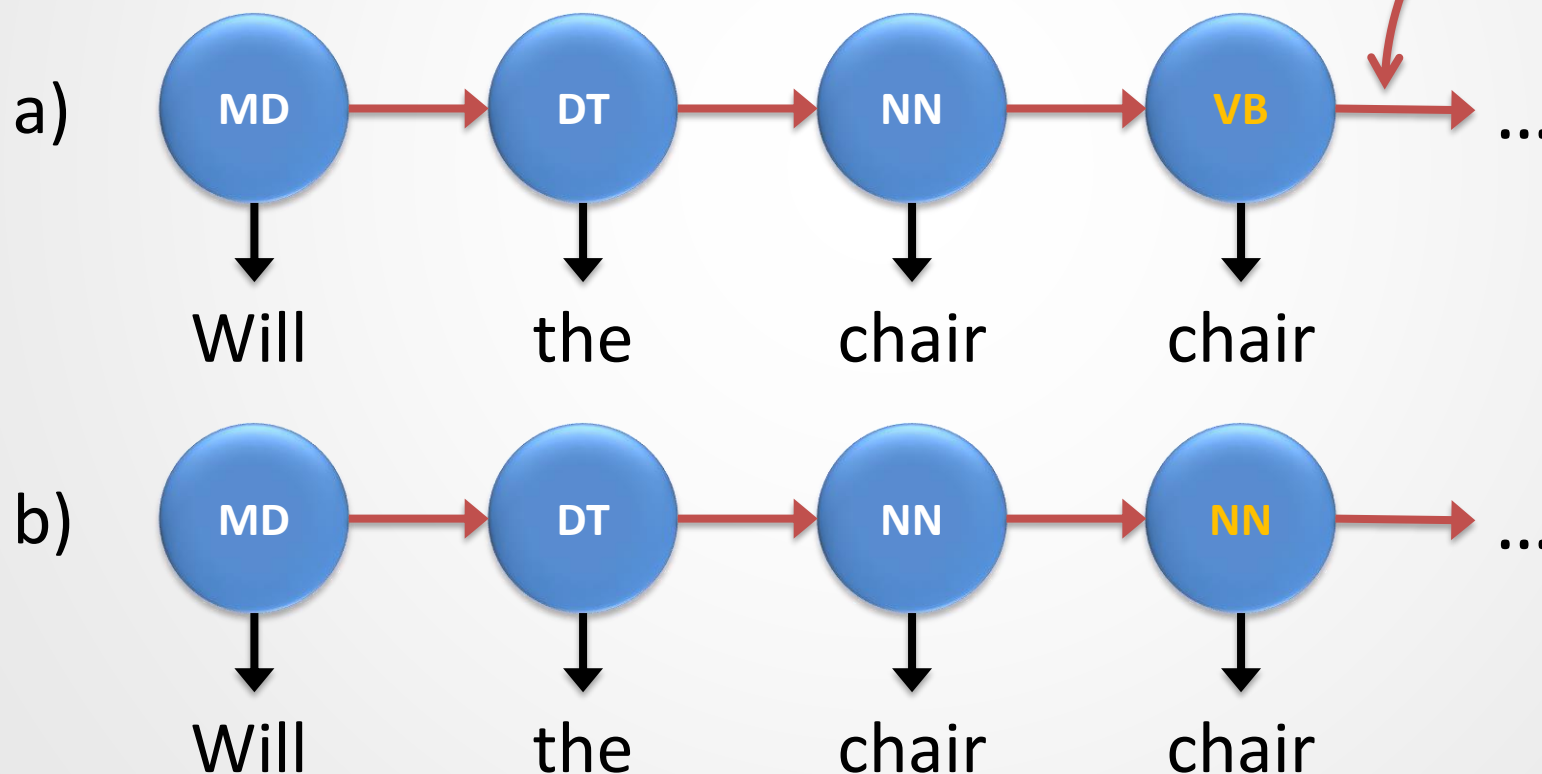 a) MD DT NN VB ...
Will the chair chair
b) MD DT NN NN ...
Will the chair chair